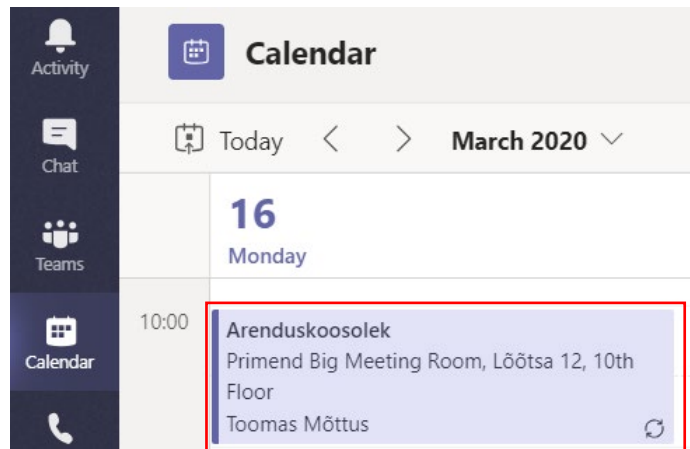 Activity
Chat
Teams
Calendar
Calendar
Today
March 2020
16
Monday
10:00
Arenduskoosolek
Primend Big Meeting Room, Lõõtsa 12, 10th
Floor
Toomas Mõttus